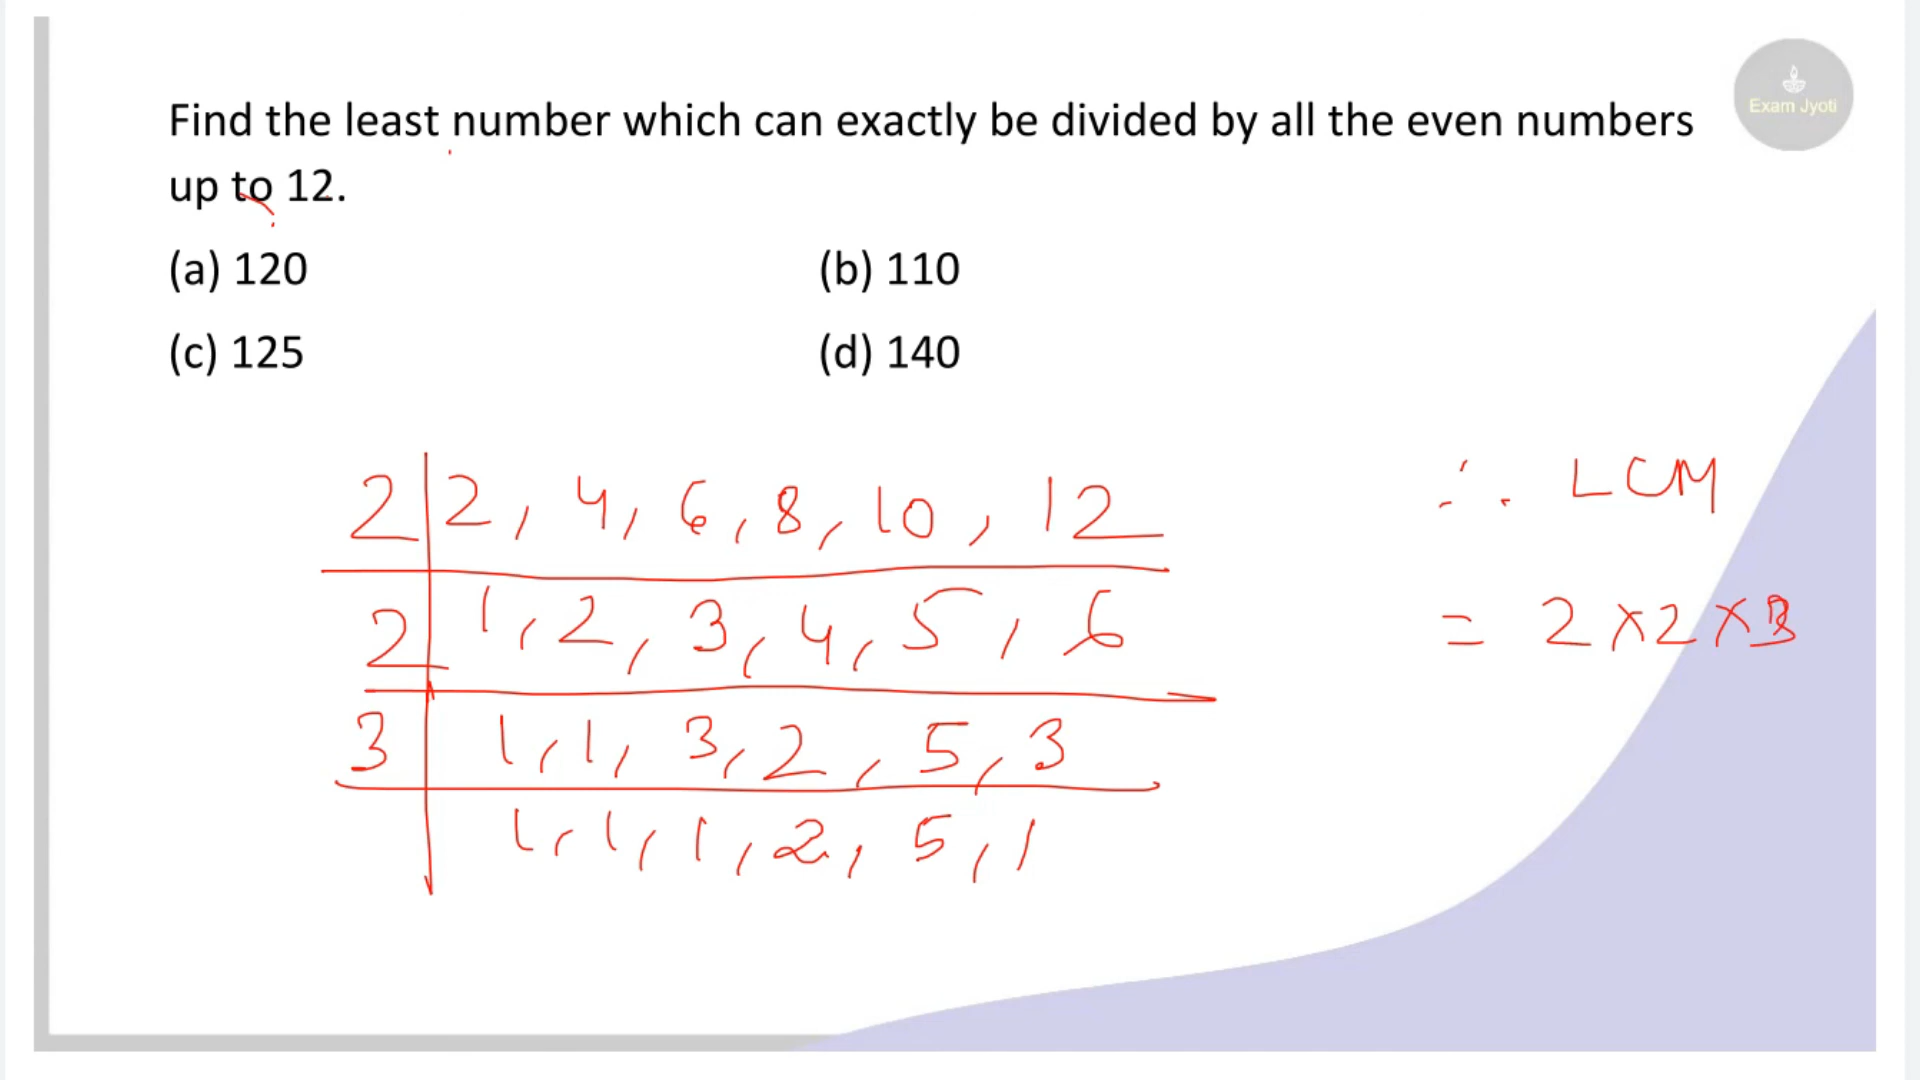 Exam Jyoti
Find the least number which can exactly be divided by all the even numbers
up to 12.
(a) 120
(b) 110
(c) 125
(d) 140
2 2, 4, 6, 8, 10, 12
2 1, 2, 3, 4, 5, 6
3 1, 1, 3, 2, 5, 3
1, 1, 1, 2, 5, 1
∴ LCM
= 2 × 2 × 3